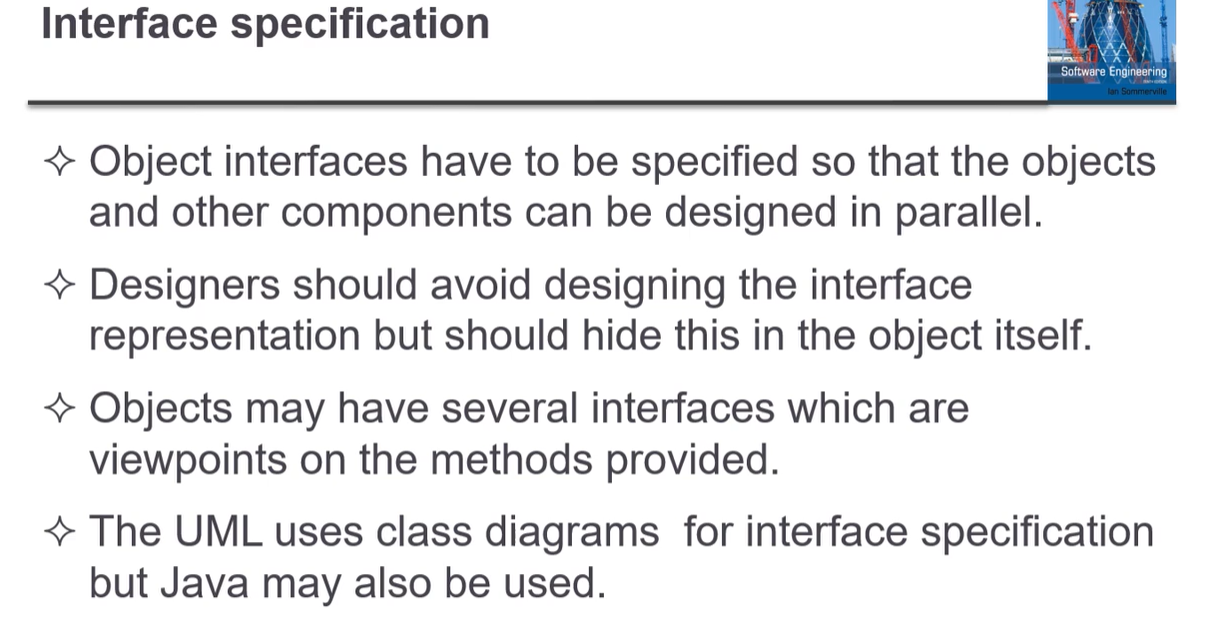 Interface specification
Software Engineering
Ian Sommerville
✧ Object interfaces have to be specified so that the objects
and other components can be designed in parallel.
✧ Designers should avoid designing the interface
representation but should hide this in the object itself.
✧ Objects may have several interfaces which are
viewpoints on the methods provided.
✧ The UML uses class diagrams  for interface specification
but Java may also be used.